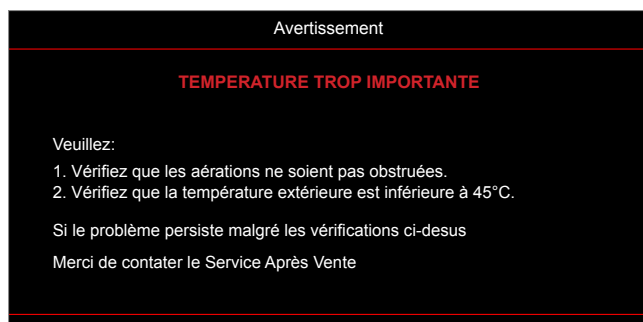 Avertissement
TEMPERATURE TROP IMPORTANTE
Veuillez:
1. Vérifiez que les aérations ne soient pas obstruées.
2. Vérifiez que la température extérieure est inférieure à 45°C.
Si le problème persiste malgré les vérifications ci-desus
Merci de contater le Service Après Vente